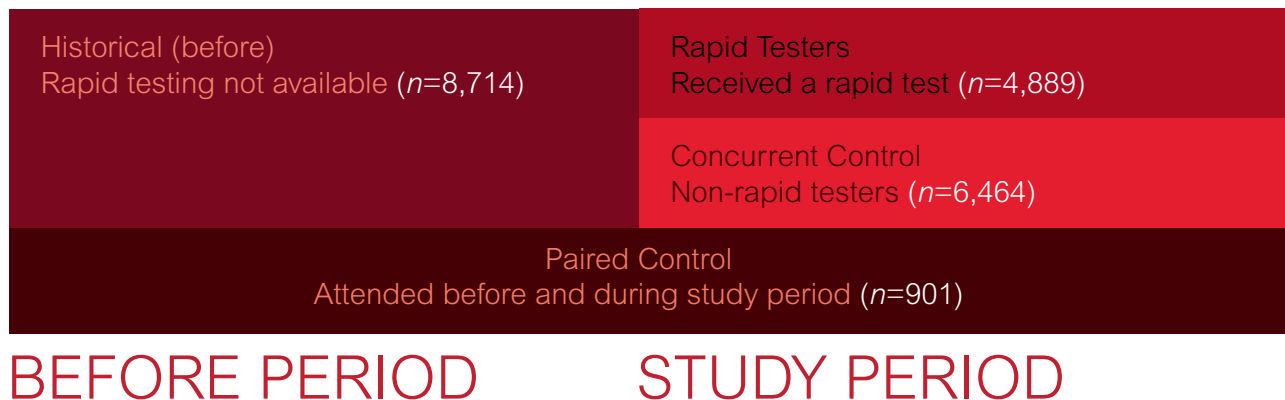 Historical (before)
Rapid testing not available (n=8,714)
Rapid Testers
Received a rapid test (n=4,889)
Concurrent Control
Non-rapid testers (n=6,464)
Paired Control
Attended before and during study period (n=901)
BEFORE PERIOD
STUDY PERIOD